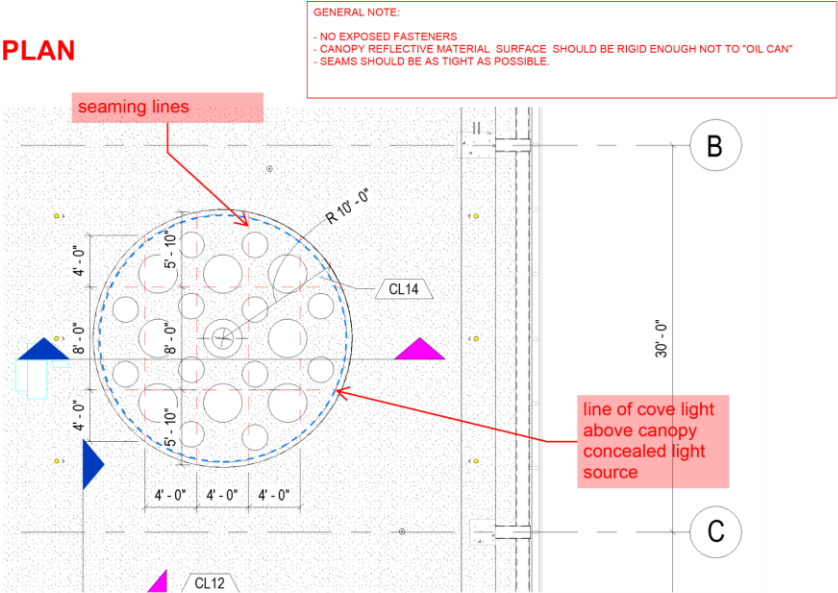 GENERAL NOTE:
- NO EXPOSED FASTENERS
- CANOPY REFLECTIVE MATERIAL SURFACE SHOULD BE RIGID ENOUGH NOT TO "OIL CAN"
- SEAMS SHOULD BE AS TIGHT AS POSSIBLE.
PLAN
seaming lines
B
R 10' - 0"
4' - 0"
5' - 10"
CL14
8' - 0"
8' - 0"
30' - 0"
4' - 0"
5' - 10"
line of cove light
above canopy
concealed light
source
4' - 0"
4' - 0"
4' - 0"
C
CL12